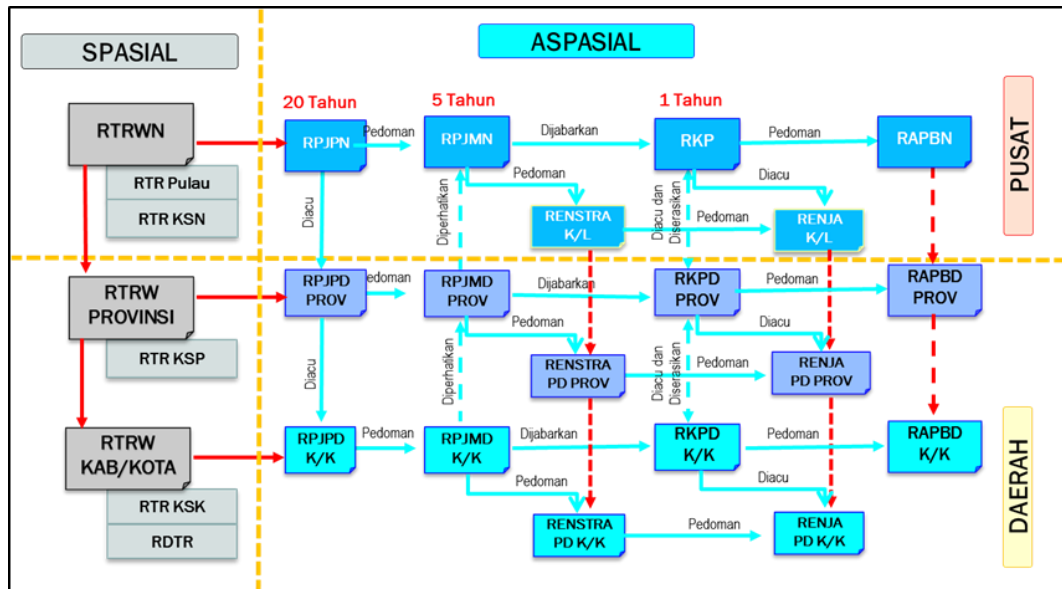 SPASIAL
ASPASIAL
20 Tahun
5 Tahun
1 Tahun
PUSAT
RTRWN
RPJPN
Pedoman
RPJMN
Dijabarkan
RKP
Pedoman
RAPBN
RTR Pulau
RTR KSN
Diacu
Diperhatikan
Pedoman
RENSTRA
K/L
Diacu dan
Diserasikan
Pedoman
Diacu
RENJA
K/L
DAERAH
RTRW
PROVINSI
RPJPD
PROV
edoman
RPJMD
PROV
Dijabarkan
RKPD
PROV
Pedoman
RAPBD
PROV
RTR KSP
Diacu
Diperhatikan
Pedoman
RENSTRA
PD PROV
Diacu dan
Diserasikan
Pedoman
Diacu
RENJA
PD PROV
RTRW
KAB/KOTA
RPJPD
K/K
Pedoman
RPJMD
K/K
Dijabarkan
RKPD
K/K
Pedoman
RAPBD
K/K
RTR KSK
RDTR
Pedoman
RENSTRA
PD K/K
Pedoman
Diacu
RENJA
PD K/K